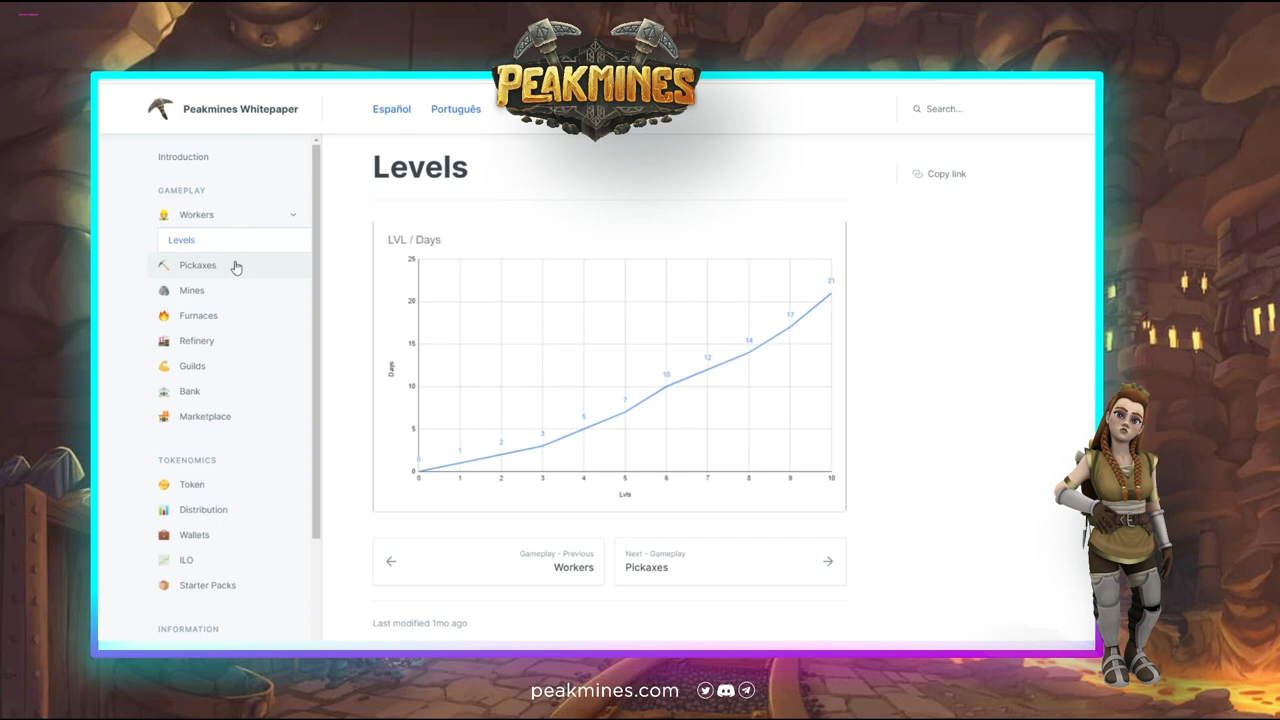 PEAKMINES
Peakmines Whitepaper
Español Português
Search...
Introduction
GAMEPLAY
Workers
Levels
Pickaxes
Mines
Furnaces
Refinery
Guilds
Bank
Marketplace
TOKENOMICS
Token
Distribution
Wallets
ILO
Starter Packs
INFORMATION
Levels
Copy link
LVL / Days
25
20
15
10
5
0
Days
0 1 2 3 5 7 10 12 14 17 21
0 1 2 3 4 5 6 7 8 9 10
Lvls
Gameplay - Previous
Workers
Next - Gameplay
Pickaxes
Last modified 1mo ago
peakmines.com